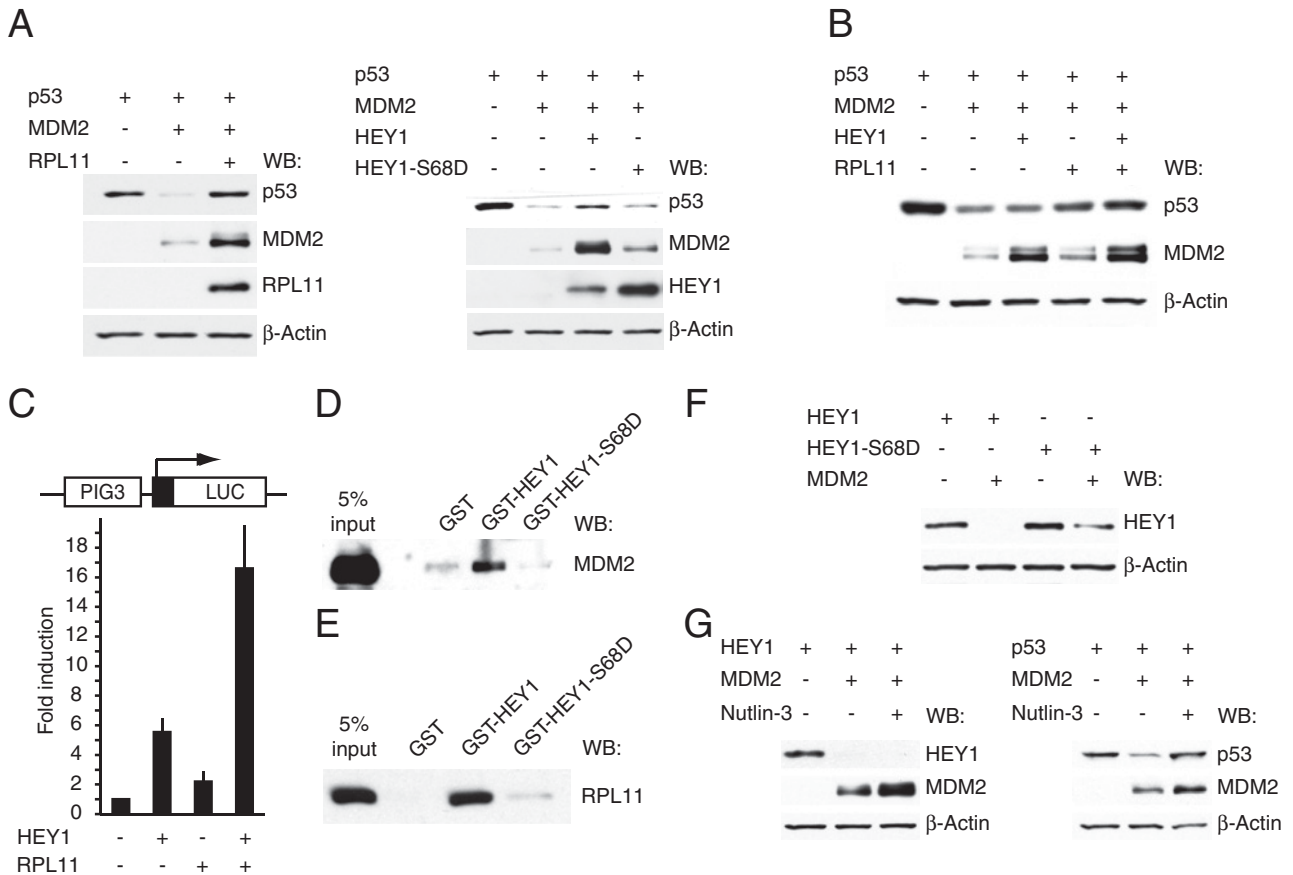 A
p53 + + +
MDM2 - + +
RPL11 - - + WB:
p53
MDM2
RPL11
β-Actin
p53 + + + +
MDM2 - + + +
HEY1 - - + -
HEY1-S68D - - - + WB:
p53
MDM2
HEY1
β-Actin
B
p53 + + + + +
MDM2 - + + + +
HEY1 - - + - +
RPL11 - - - + + WB:
p53
MDM2
β-Actin
C
PIG3 LUC
Fold induction
18
16
14
12
10
8
6
4
2
0
HEY1 - + - +
RPL11 - - + +
D
5% input GST GST-HEY1 GST-HEY1-S68D WB:
MDM2
E
5% input GST GST-HEY1 GST-HEY1-S68D WB:
RPL11
F
HEY1 + + - -
HEY1-S68D - - + +
MDM2 - + - + WB:
HEY1
β-Actin
G
HEY1 + + +
MDM2 - + +
Nutlin-3 - - + WB:
HEY1
MDM2
β-Actin
p53 + + +
MDM2 - + +
Nutlin-3 - - + WB:
p53
MDM2
β-Actin